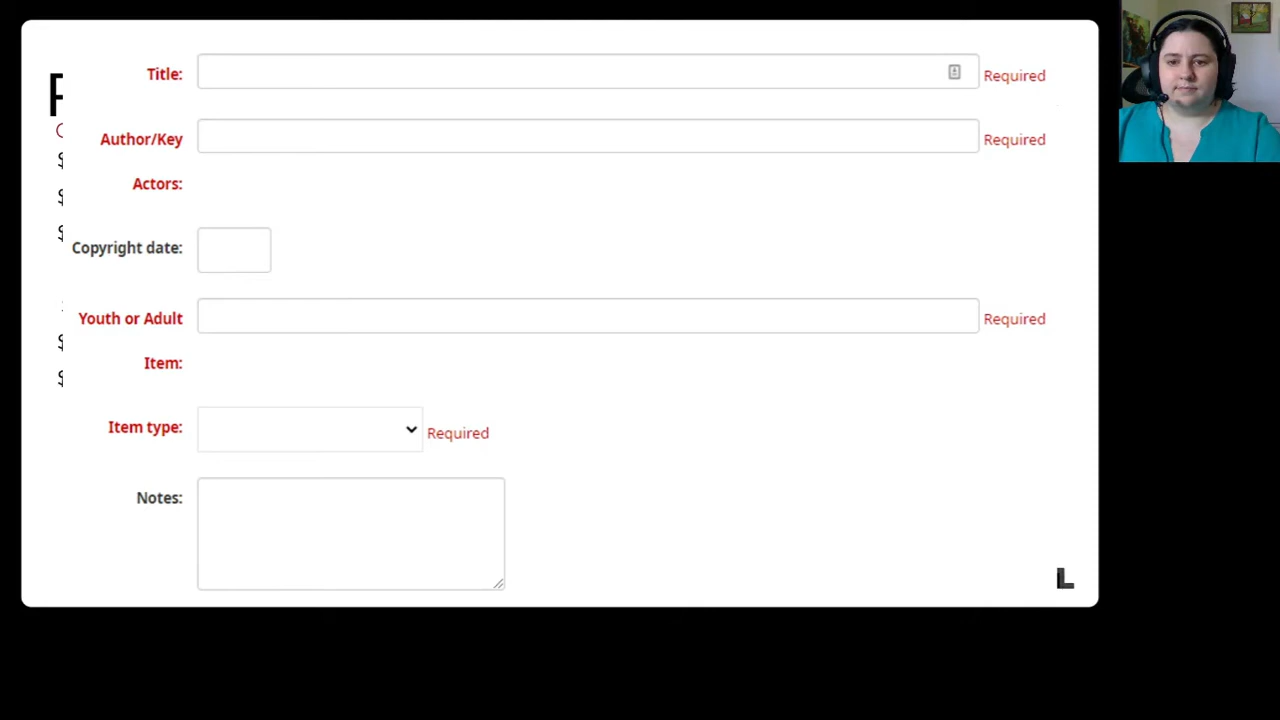 Title:
Required
Author/Key
Actors:
Required
Copyright date:
Youth or Adult
Item:
Required
Item type:
Required
Notes:
$
$
$
$
$
L